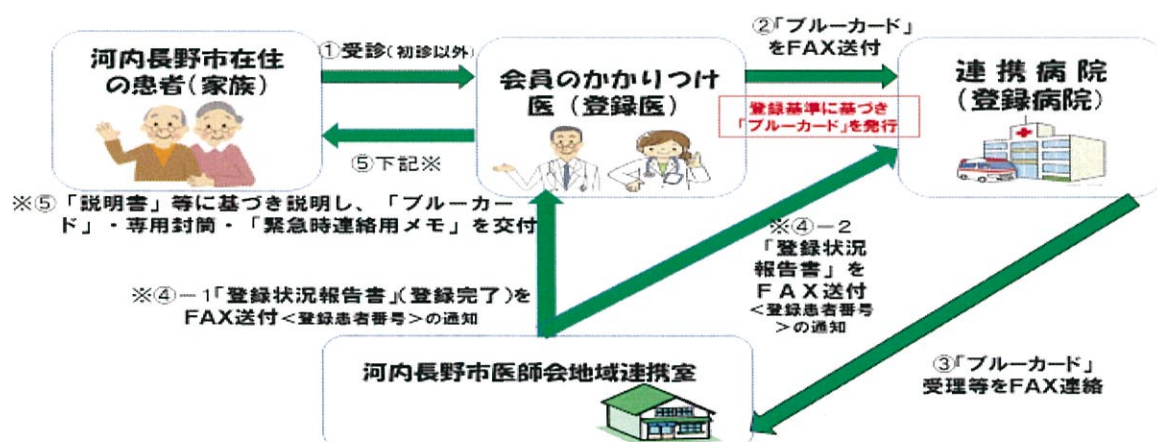 河内長野市在住
の患者(家族)
①受診(初診以外)
⑤下記※
会員のかかりつけ
医(登録医)
②「ブルーカード」
をFAX送付
登録基準に基づき
「ブルーカード」を発行
連携病院
(登録病院)
※⑤「説明書」等に基づき説明し、「ブルーカー
ド」・専用封筒・「緊急時連絡用メモ」を交付
※④-1「登録状況報告書」(登録完了)を
FAX送付<登録患者番号>の通知
※④-2
「登録状況
報告書」を
FAX送付
<登録患者番号
>の通知
③「ブルーカード」
受理等をFAX連絡
河内長野市医師会地域連携室